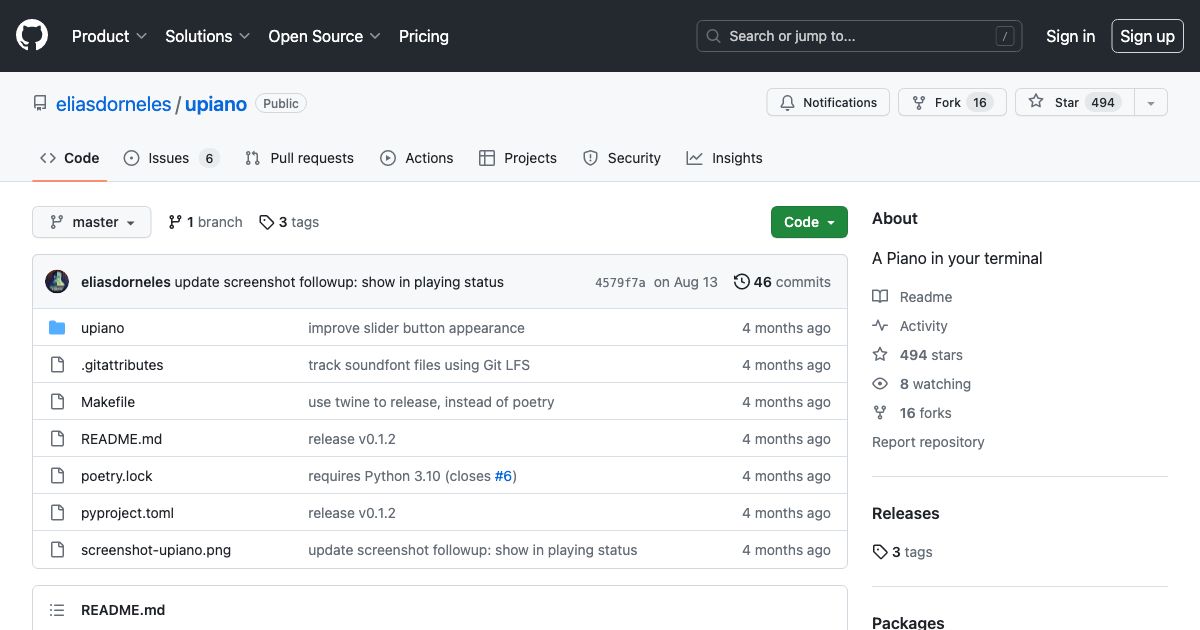 Product Solutions Open Source Pricing Search or jump to... / Sign in Sign up
eliasdorneles / upiano Public Notifications Fork 16 Star 494
Code Issues 6 Pull requests Actions Projects Security Insights
master 1 branch 3 tags Code
eliasdorneles update screenshot followup: show in playing status 4579f7a on Aug 13 46 commits
upiano improve slider button appearance 4 months ago
.gitattributes track soundfont files using Git LFS 4 months ago
Makefile use twine to release, instead of poetry 4 months ago
README.md release v0.1.2 4 months ago
poetry.lock requires Python 3.10 (closes #6) 4 months ago
pyproject.toml release v0.1.2 4 months ago
screenshot-upiano.png update screenshot followup: show in playing status 4 months ago
README.md
About
A Piano in your terminal
Readme
Activity
494 stars
8 watching
16 forks
Report repository
Releases
3 tags
Packages